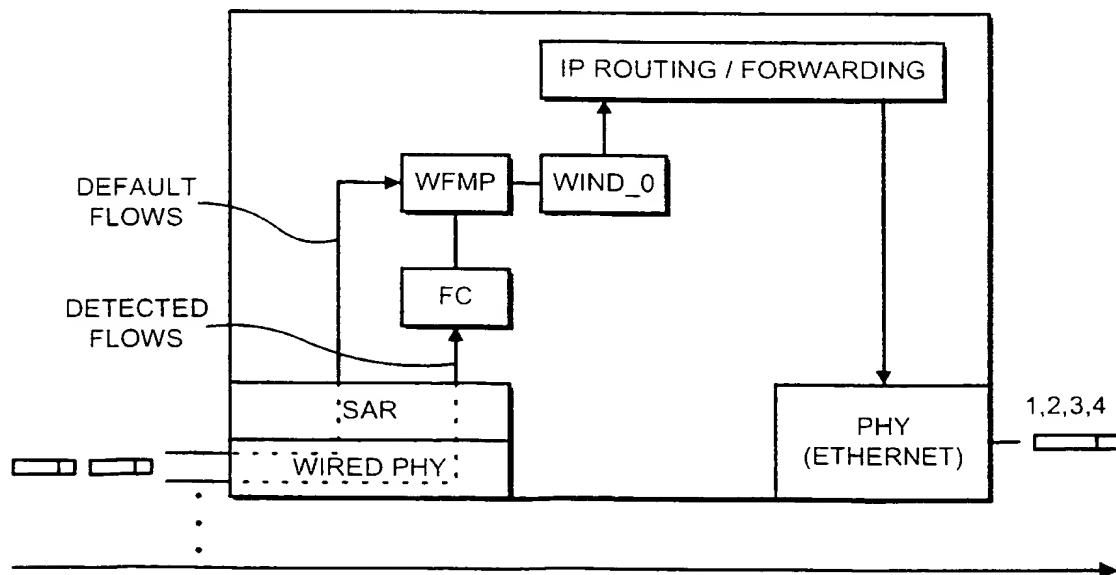 IP ROUTING / FORWARDING
WFMP
WIND_0
DEFAULT
FLOWS
FC
DETECTED
FLOWS
SAR
WIRED PHY
PHY
(ETHERNET)
1,2,3,4